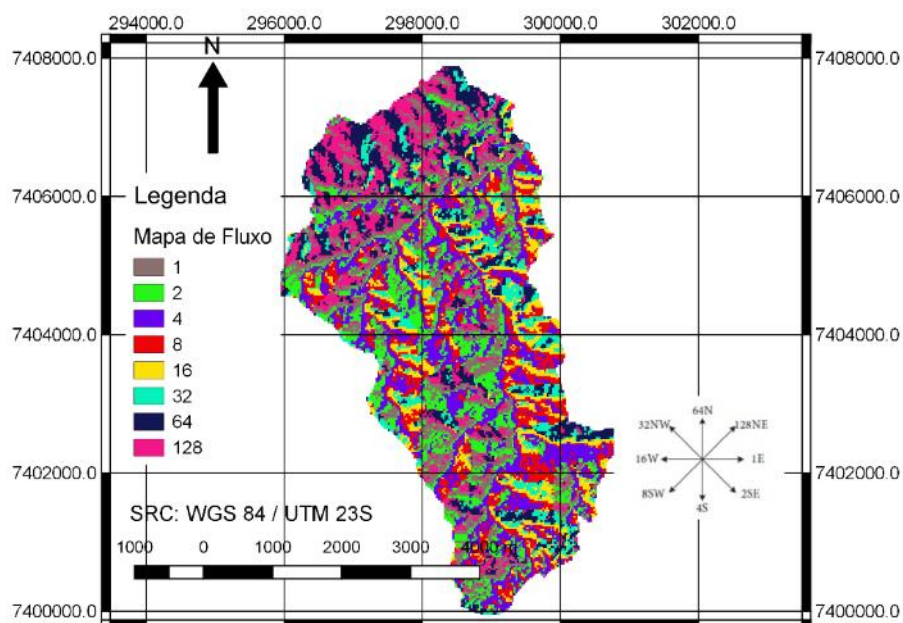 294000.0 296000.0 298000.0 300000.0 302000.0
N
7408000.0 7408000.0
7406000.0 7406000.0
Legenda
Mapa de Fluxo
1
2
4
8
16
32
64
128
7404000.0 7404000.0
64N
32NW 128NE
16W 1E
8SW 2SE
4S
7402000.0 7402000.0
SRC: WGS 84 / UTM 23S
1000 0 1000 2000 3000 4000 m
7400000.0 7400000.0